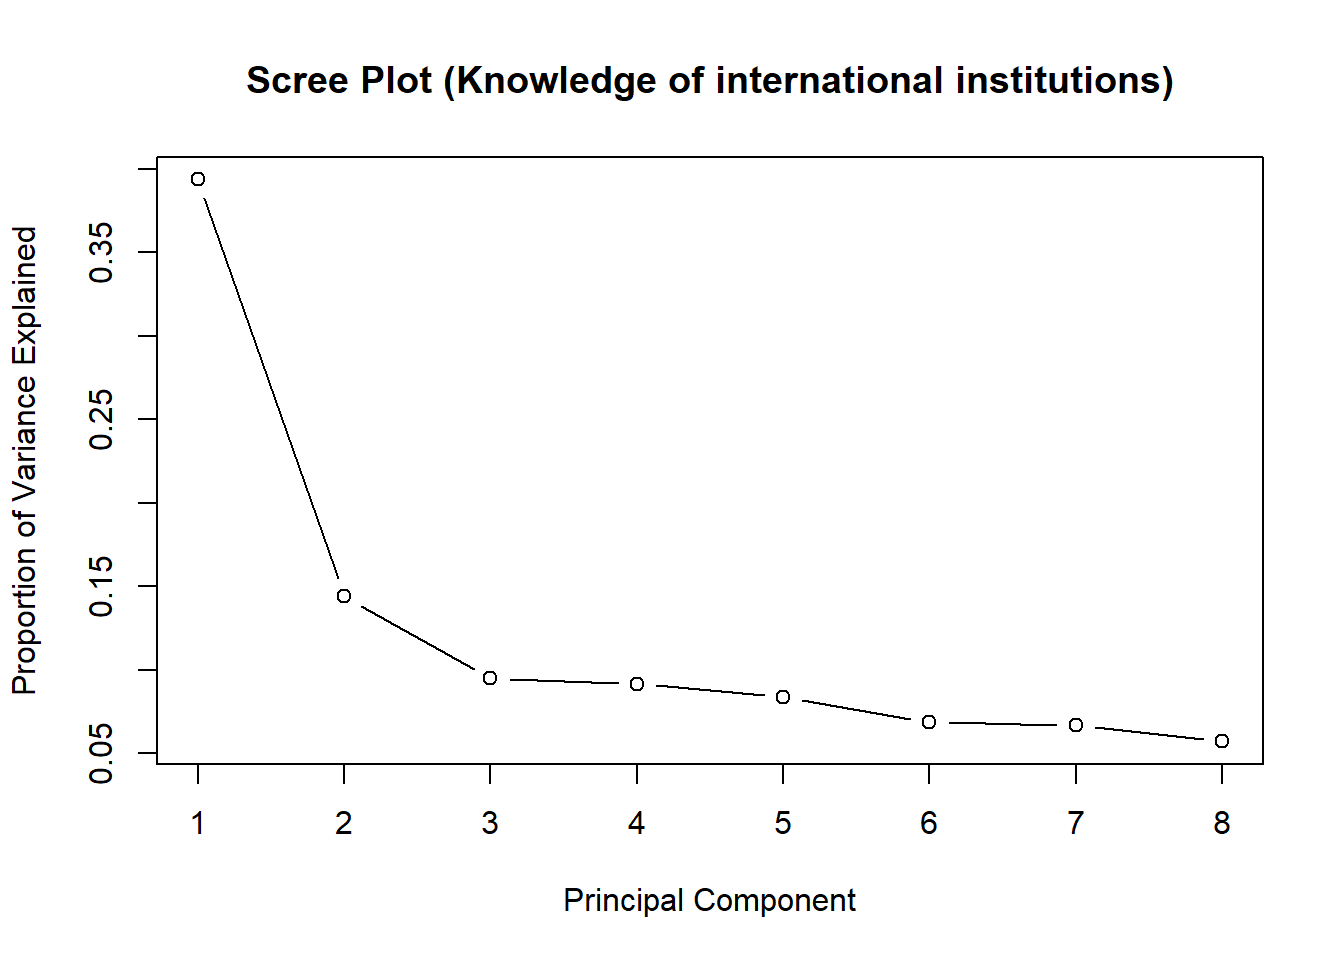 Scree Plot (Knowledge of international institutions)
Proportion of Variance Explained
0.35
0.25
0.15
0.05
1 2 3 4 5 6 7 8
Principal Component